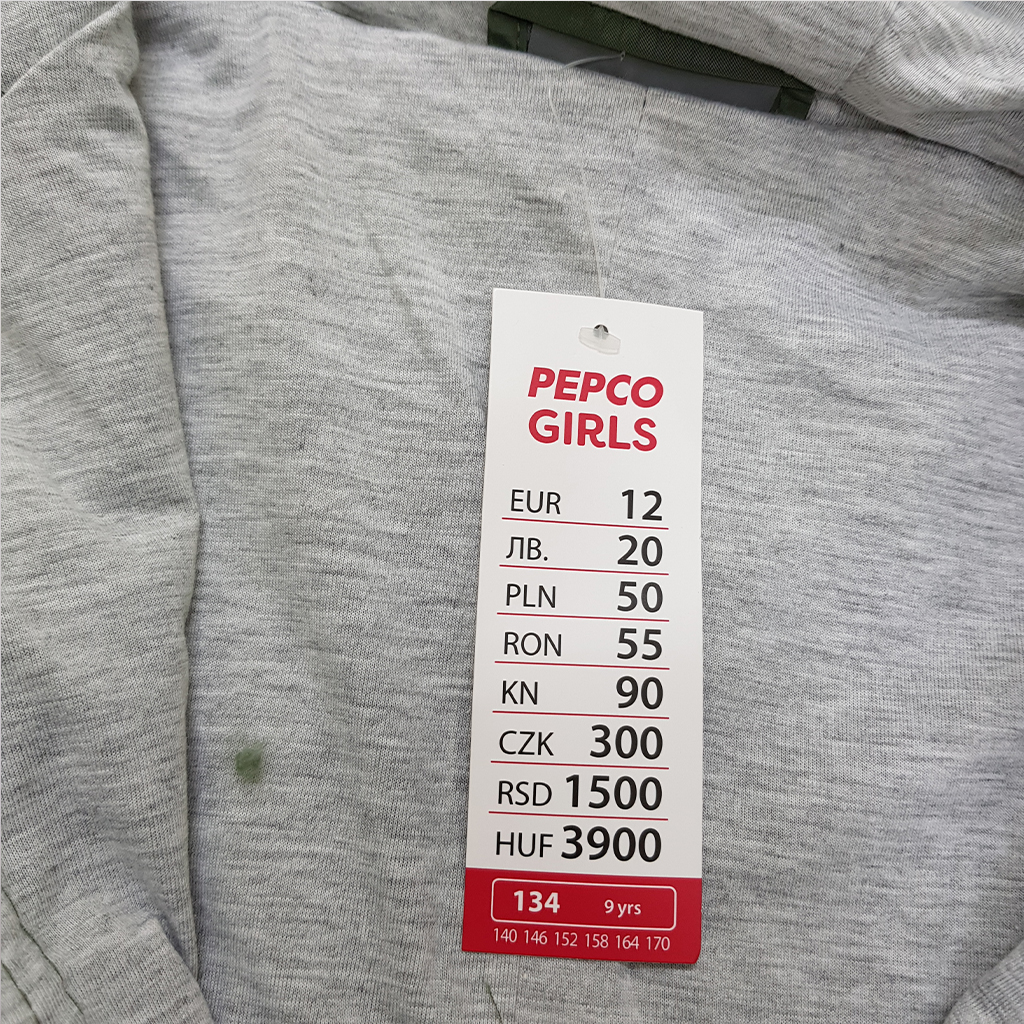 PEPCO
GIRLS
EUR 12
ЛВ. 20
PLN 50
RON 55
KN 90
CZK 300
RSD 1500
HUF 3900
134 9 yrs
140 146 152 158 164 170